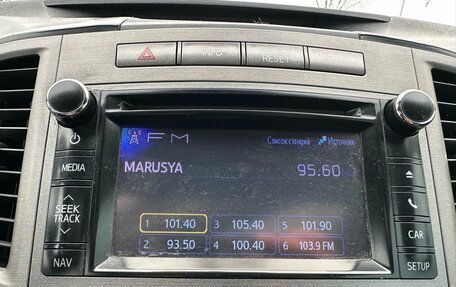 INFO
RESET
FM
Список станций Источник
MARUSYA 95.60
1 101.40 3 105.40 5 101.90
2 93.50 4 100.40 6 103.9 FM
MEDIA
SEEK
TRACK
NAV
CAR
SETUP